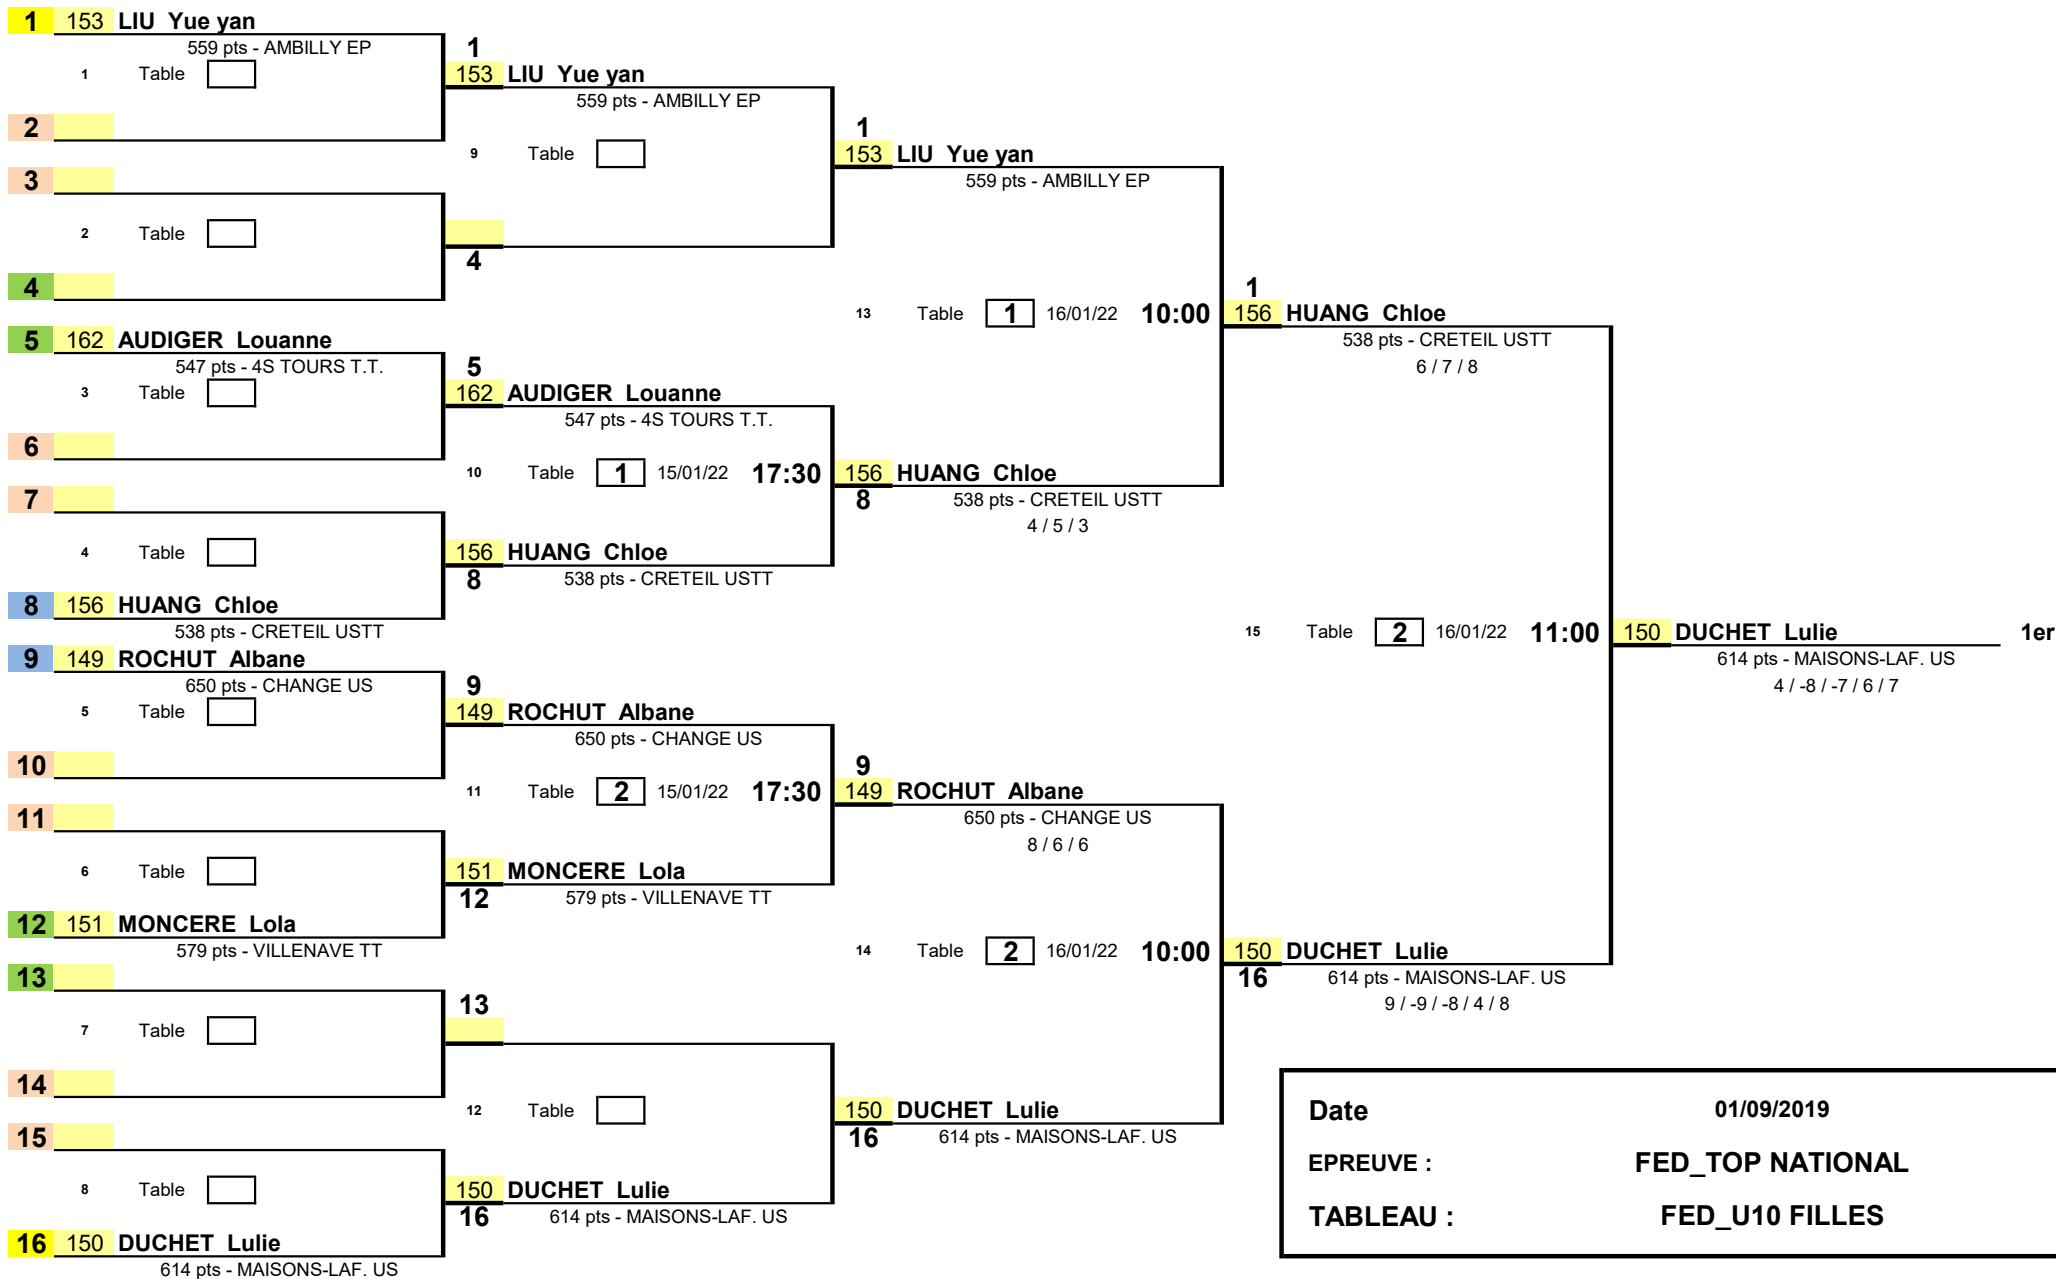 1 153 LIU Yue yan
559 pts - AMBILLY EP
1 Table
2
1
153 LIU Yue yan
559 pts - AMBILLY EP
9 Table
3
2 Table
4
4
1
153 LIU Yue yan
559 pts - AMBILLY EP
13 Table 1 16/01/22 10:00
5 162 AUDIGER Louanne
547 pts - 4S TOURS T.T.
3 Table
6
5
162 AUDIGER Louanne
547 pts - 4S TOURS T.T.
10 Table 1 15/01/22 17:30
7
4 Table
8 156 HUANG Chloe
538 pts - CRETEIL USTT
156 HUANG Chloe
8
538 pts - CRETEIL USTT
156 HUANG Chloe
8
538 pts - CRETEIL USTT
4 / 5 / 3
1
156 HUANG Chloe
538 pts - CRETEIL USTT
6 / 7 / 8
15 Table 2 16/01/22 11:00
150 DUCHET Lulie 1er
614 pts - MAISONS-LAF. US
4 / -8 / -7 / 6 / 7
9 149 ROCHUT Albane
650 pts - CHANGE US
5 Table
10
9
149 ROCHUT Albane
650 pts - CHANGE US
11 Table 2 15/01/22 17:30
11
6 Table
12 151 MONCERE Lola
579 pts - VILLENAVE TT
151 MONCERE Lola
12
579 pts - VILLENAVE TT
9
149 ROCHUT Albane
650 pts - CHANGE US
8 / 6 / 6
14 Table 2 16/01/22 10:00
150 DUCHET Lulie
16
614 pts - MAISONS-LAF. US
9 / -9 / -8 / 4 / 8
13
7 Table
14
13
12 Table
15
8 Table
16 150 DUCHET Lulie
614 pts - MAISONS-LAF. US
150 DUCHET Lulie
16
614 pts - MAISONS-LAF. US
150 DUCHET Lulie
16
614 pts - MAISONS-LAF. US
Date 01/09/2019
EPREUVE : FED_TOP NATIONAL
TABLEAU : FED_U10 FILLES